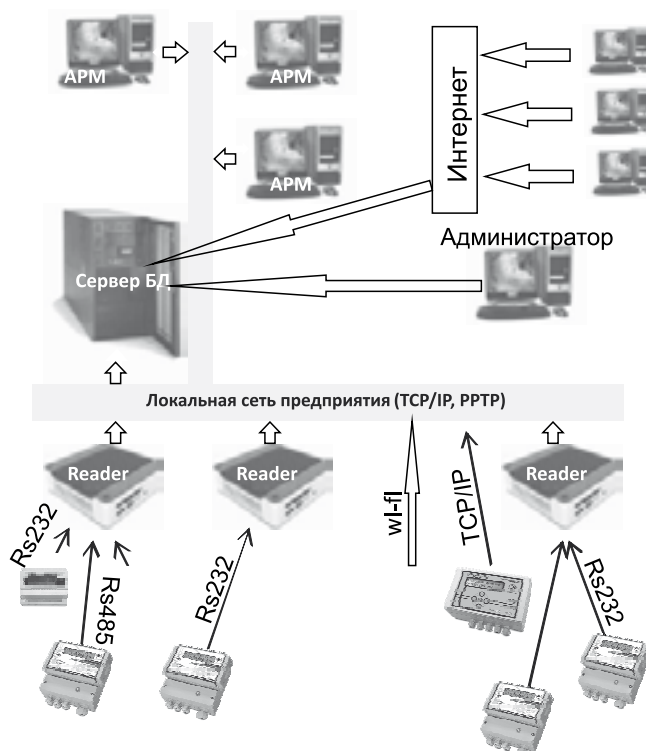 АРМ
АРМ
Интернет
АРМ
Администратор
Сервер БД
Локальная сеть предприятия (TCP/IP, PPTP)
Reader
Reader
Reader
wI-fI
TCP/IP
Rs232
Rs485
Rs232
Rs232